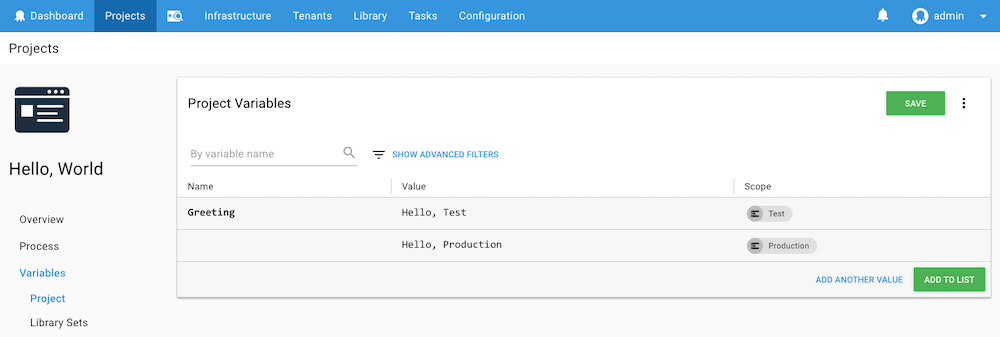 Dashboard Projects Infrastructure Tenants Library Tasks Configuration admin
Projects
Project Variables SAVE
By variable name SHOW ADVANCED FILTERS
Hello, World
Name Value Scope
Greeting Hello, Test Test
Overview
Process
Hello, Production Production
Variables
ADD ANOTHER VALUE ADD TO LIST
Project
Library Sets